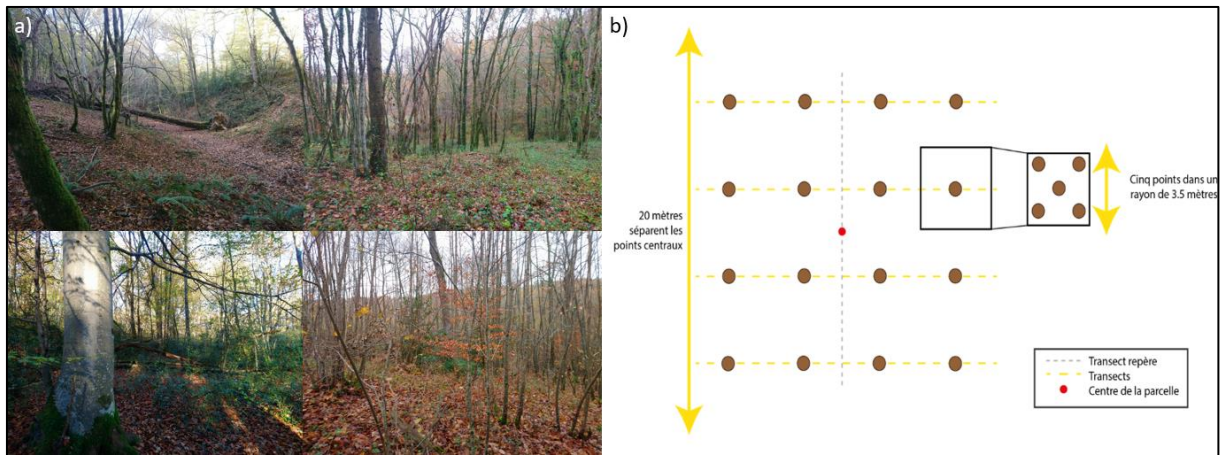 a)
b)
20 mètres
séparent les
points centraux
Cinq points dans un
rayon de 3.5 mètres
Transect repère
Transects
Centre de la parcelle